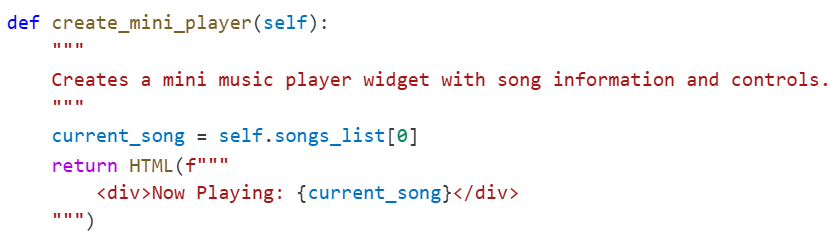 def create_mini_player(self):
    """
    Creates a mini music player widget with song information and controls.
    """
    current_song = self.songs_list[0]
    return HTML(f"""
        <div>Now Playing: {current_song}</div>
    """)